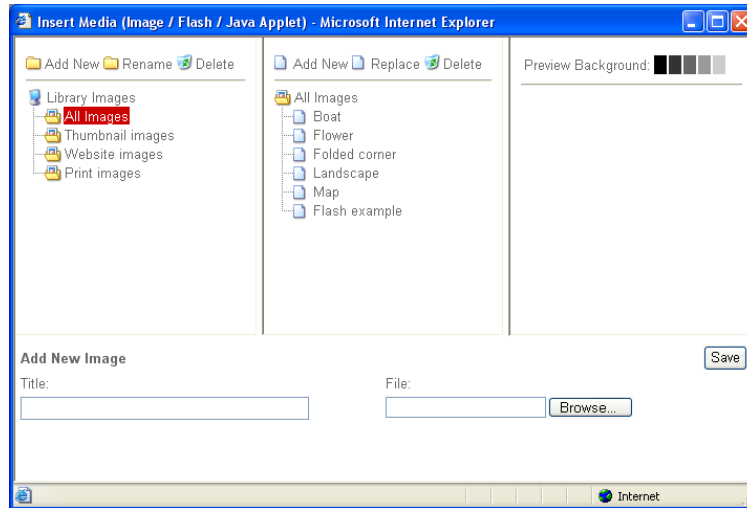 Insert Media (Image / Flash / Java Applet) - Microsoft Internet Explorer
Add New Rename Delete
Library Images
All Images
Thumbnail images
Website images
Print images
Add New Replace Delete
All Images
Boat
Flower
Folded corner
Landscape
Map
Flash example
Preview Background:
Add New Image
Save
Title:
File:
Browse...
Internet